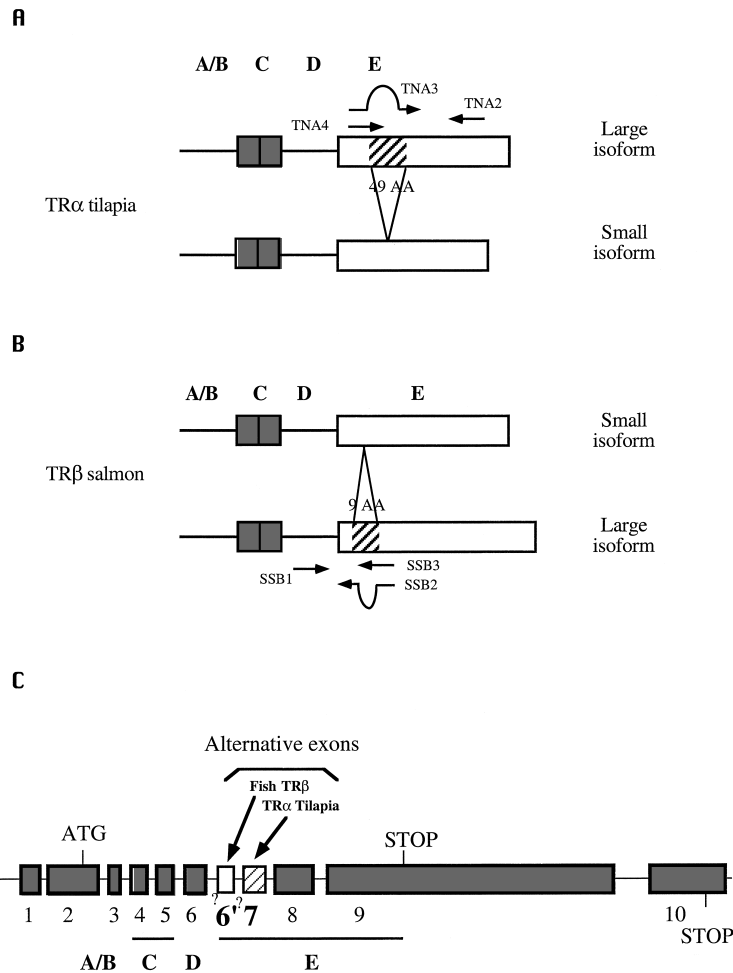 A
A/B C D E
TNA3
TNA2
TNA4
Large
isoform
49 AA
TRα tilapia
Small
isoform
B
A/B C D E
Small
isoform
TRβ salmon
9 AA
Large
isoform
SSB3
SSB1
SSB2
C
Alternative exons
Fish TRβ
TRα Tilapia
ATG
STOP
? ?
1 2 3 4 5 6 6' 7 8 9 10
STOP
A/B C D E